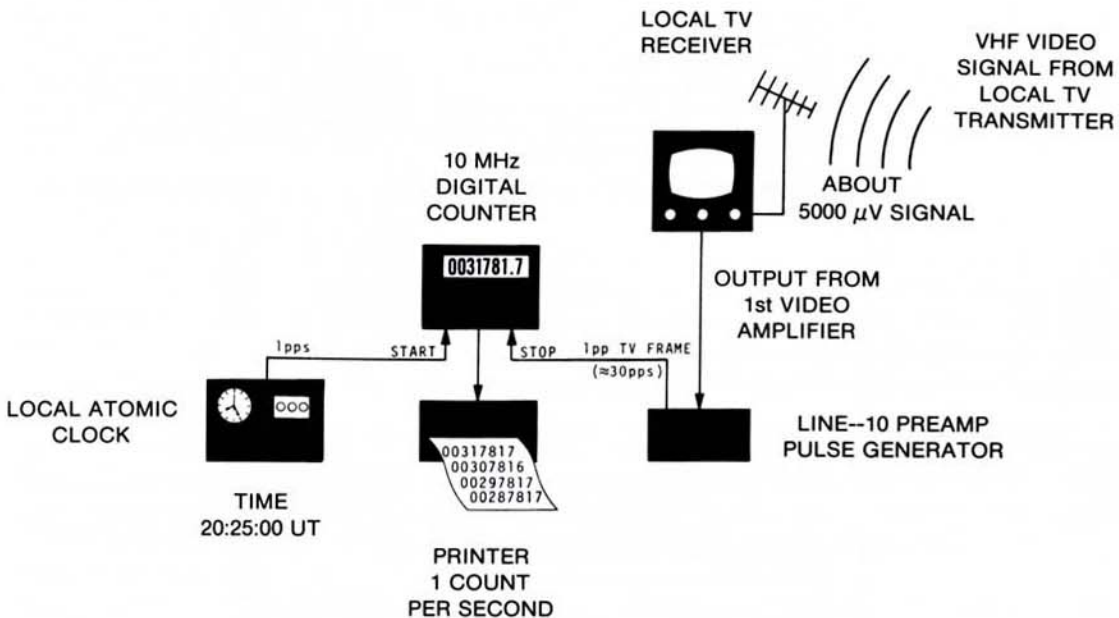 LOCAL TV
RECEIVER
VHF VIDEO
SIGNAL FROM
LOCAL TV
TRANSMITTER
ABOUT
5000 µV SIGNAL
10 MHz
DIGITAL
COUNTER
0031781.7
OUTPUT FROM
1st VIDEO
AMPLIFIER
1pps
START
STOP
1pp TV FRAME
(≈30pps)
LOCAL ATOMIC
CLOCK
000
TIME
20:25:00 UT
00317817
00307816
00297817
00287817
PRINTER
1 COUNT
PER SECOND
LINE--10 PREAMP
PULSE GENERATOR